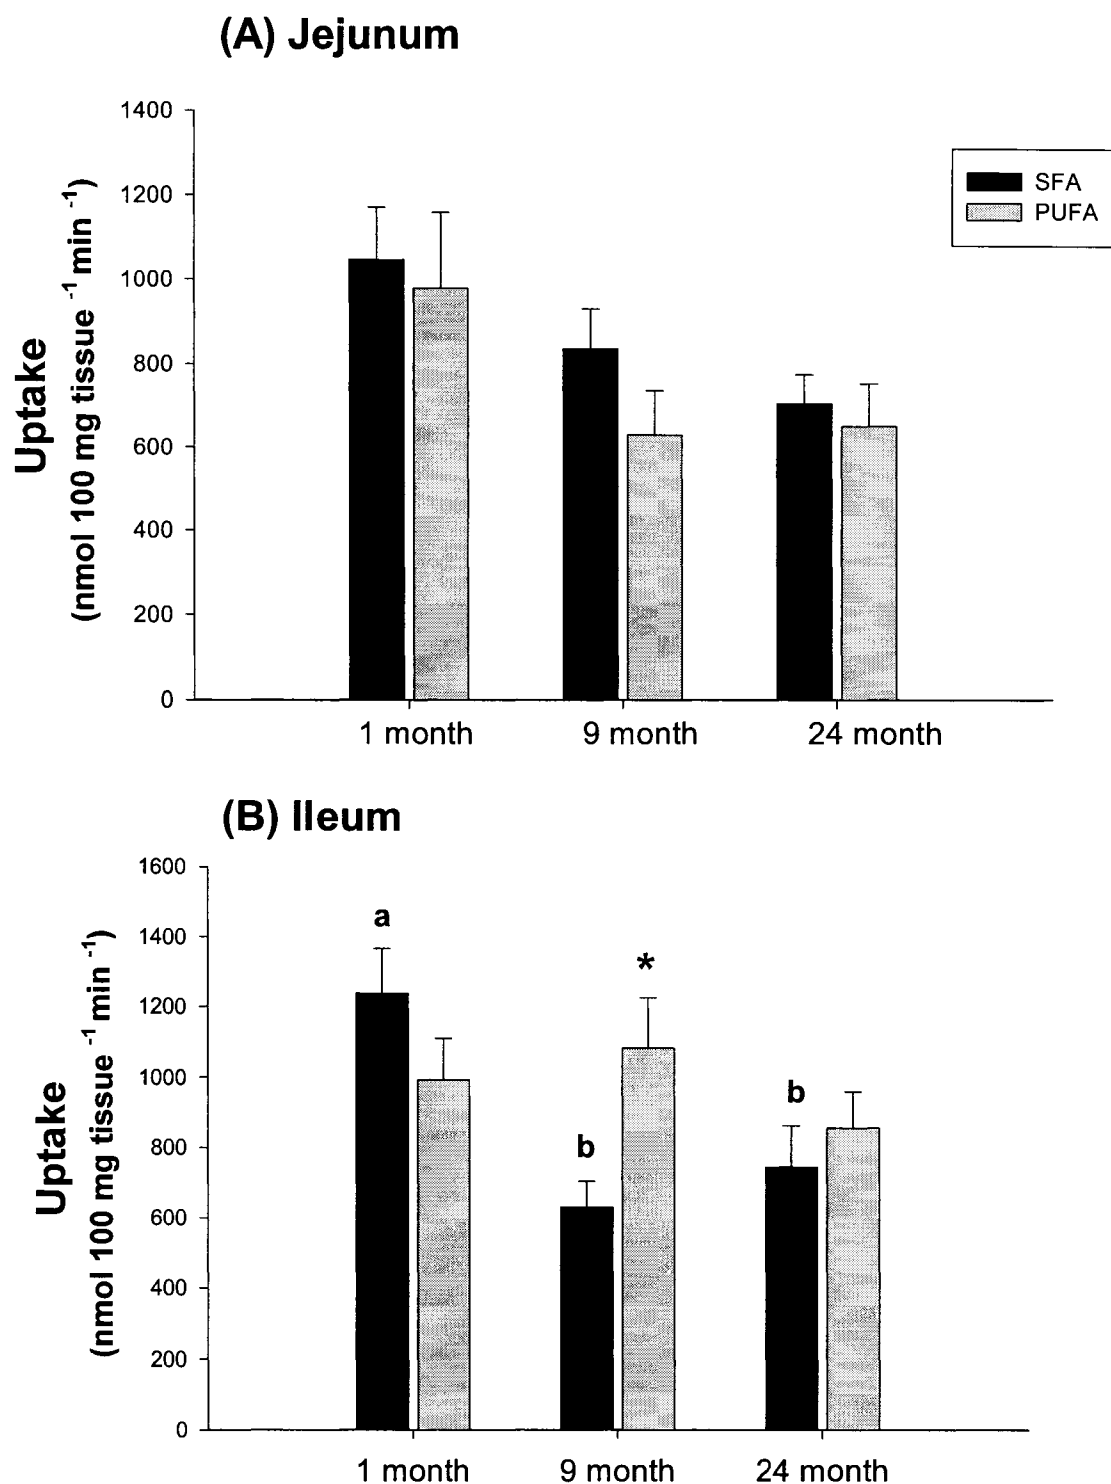 (A) Jejunum
1400
1200
1000
800
600
400
200
0
Uptake
(nmol 100 mg tissue -1 min -1)
SFA
PUFA
1 month
9 month
24 month
(B) Ileum
1600
1400
1200
1000
800
600
400
200
0
Uptake
(nmol 100 mg tissue -1 min -1)
a
b
*
b
1 month
9 month
24 month